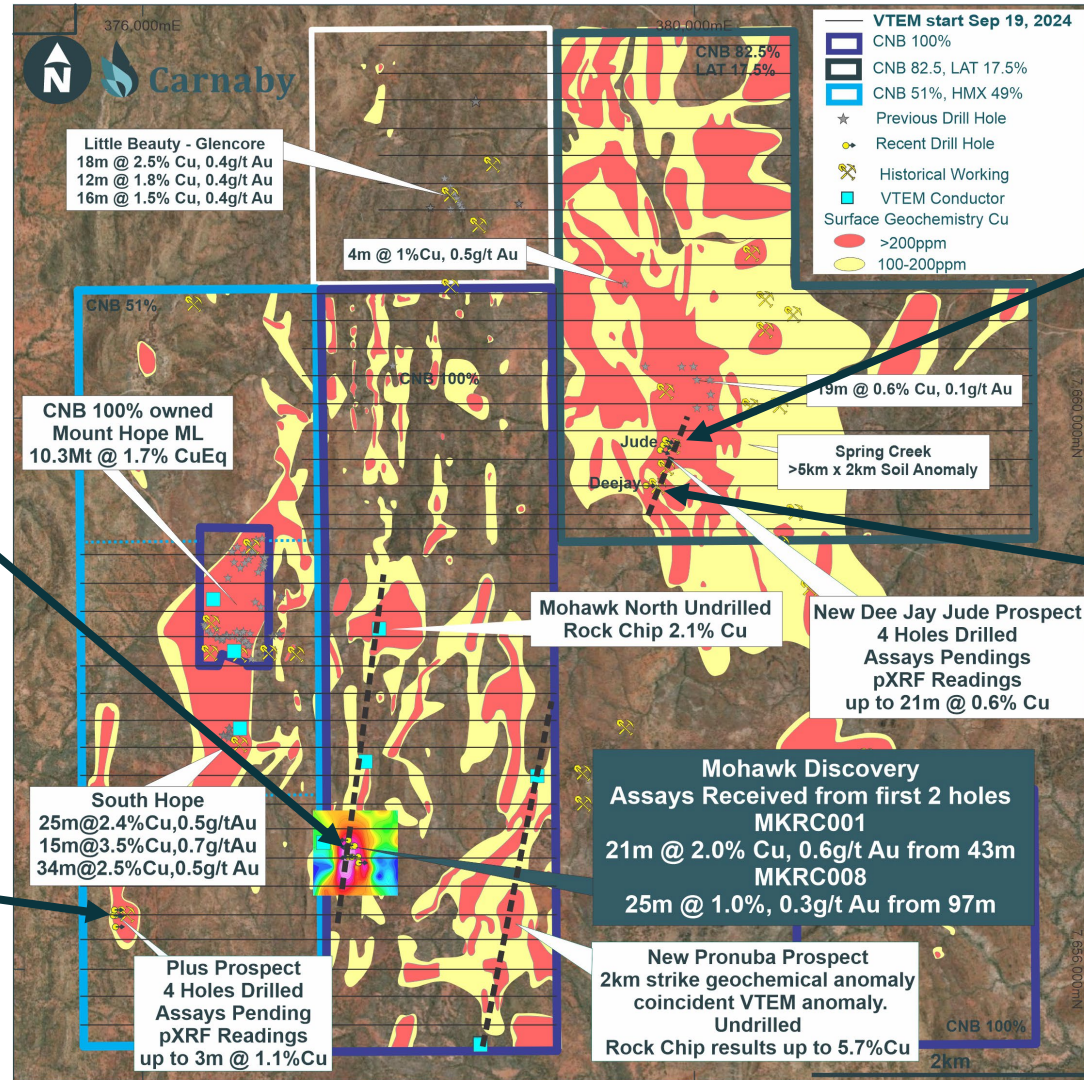 376,000mE
380,000mE
N
Carnaby
VTEM start Sep 19, 2024
CNB 100%
CNB 82.5, LAT 17.5%
CNB 51%, HMX 49%
Previous Drill Hole
Recent Drill Hole
Historical Working
VTEM Conductor
Surface Geochemistry Cu
>200ppm
100-200ppm
CNB 82.5%
LAT 17.5%
Little Beauty - Glencore
18m @ 2.5% Cu, 0.4g/t Au
12m @ 1.8% Cu, 0.4g/t Au
16m @ 1.5% Cu, 0.4g/t Au
4m @ 1%Cu, 0.5g/t Au
CNB 51%
CNB 100%
19m @ 0.6% Cu, 0.1g/t Au
7,660,000mN
CNB 100% owned
Mount Hope ML
10.3Mt @ 1.7% CuEq
Jude
Deejay
Spring Creek
>5km x 2km Soil Anomaly
Mohawk North Undrilled
Rock Chip 2.1% Cu
New Dee Jay Jude Prospect
4 Holes Drilled
Assays Pendings
pXRF Readings
up to 21m @ 0.6% Cu
South Hope
25m@2.4%Cu,0.5g/tAu
15m@3.5%Cu,0.7g/tAu
34m@2.5%Cu,0.5g/t Au
Mohawk Discovery
Assays Received from first 2 holes
MKRC001
21m @ 2.0% Cu, 0.6g/t Au from 43m
MKRC008
25m @ 1.0%, 0.3g/t Au from 97m
7,656,000mN
Plus Prospect
4 Holes Drilled
Assays Pending
pXRF Readings
up to 3m @ 1.1%Cu
New Pronuba Prospect
2km strike geochemical anomaly
coincident VTEM anomaly.
Undrilled
Rock Chip results up to 5.7%Cu
CNB 100%
2km